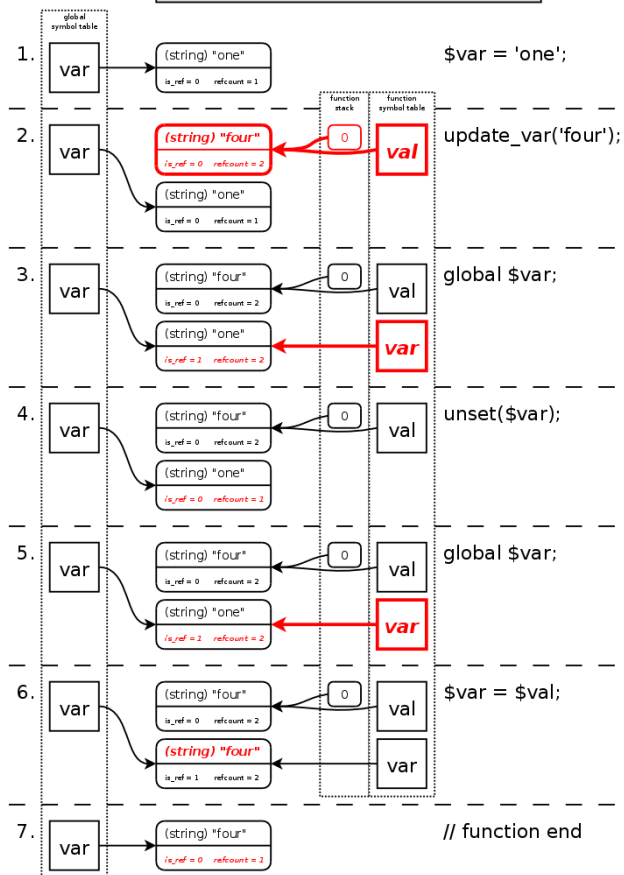 global
symbol table
1.
var
(string) "one"
is_ref = 0 refcount = 1
$var = 'one';
function
stack
function
symbol table
2.
var
(string) "four"
is_ref = 0 refcount = 2
0
val
update_var('four');
(string) "one"
is_ref = 0 refcount = 1
3.
var
(string) "four"
is_ref = 0 refcount = 2
0
val
global $var;
(string) "one"
is_ref = 1 refcount = 2
var
4.
var
(string) "four"
is_ref = 0 refcount = 2
0
val
unset($var);
(string) "one"
is_ref = 0 refcount = 1
5.
var
(string) "four"
is_ref = 0 refcount = 2
0
val
global $var;
(string) "one"
is_ref = 1 refcount = 2
var
6.
var
(string) "four"
is_ref = 0 refcount = 2
0
val
$var = $val;
(string) "four"
is_ref = 1 refcount = 2
var
7.
var
(string) "four"
is_ref = 0 refcount = 1
// function end